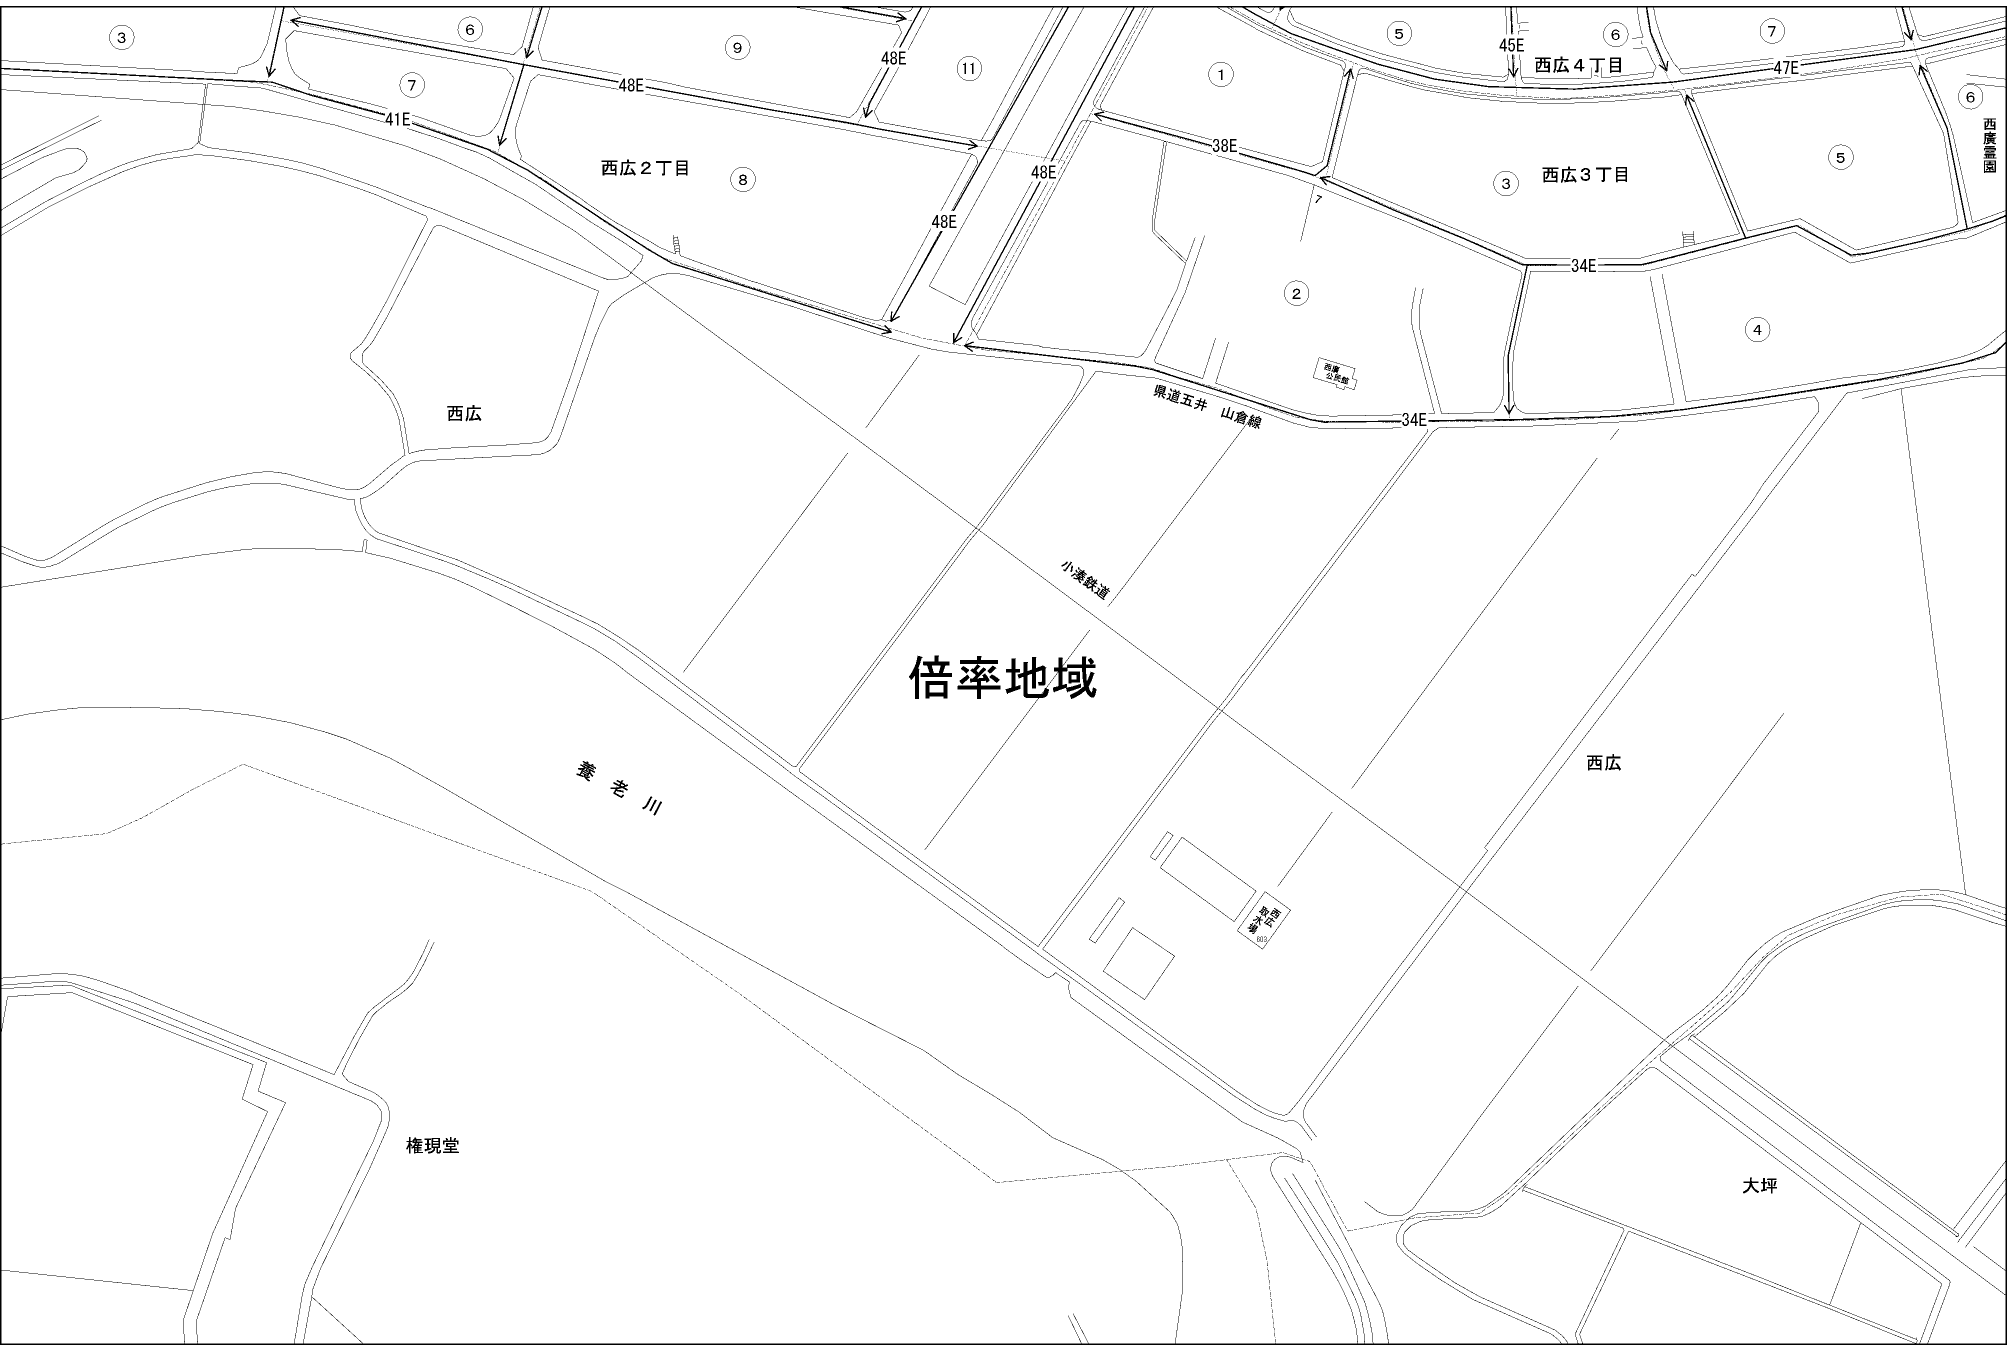 ③
⑥
⑨
⑪
⑤
⑥
⑦
45E
西広４丁目
47E
48E
①
⑦
48E
⑥
西廣霊園
41E
38E
⑤
西広２丁目
⑧
48E
③
西広３丁目
7
48E
34E
②
④
西廣
公民館
県道五井　山倉線
西広
34E
小湊鉄道
倍率地域
養老川
西広
西広
取水場
603
権現堂
大坪